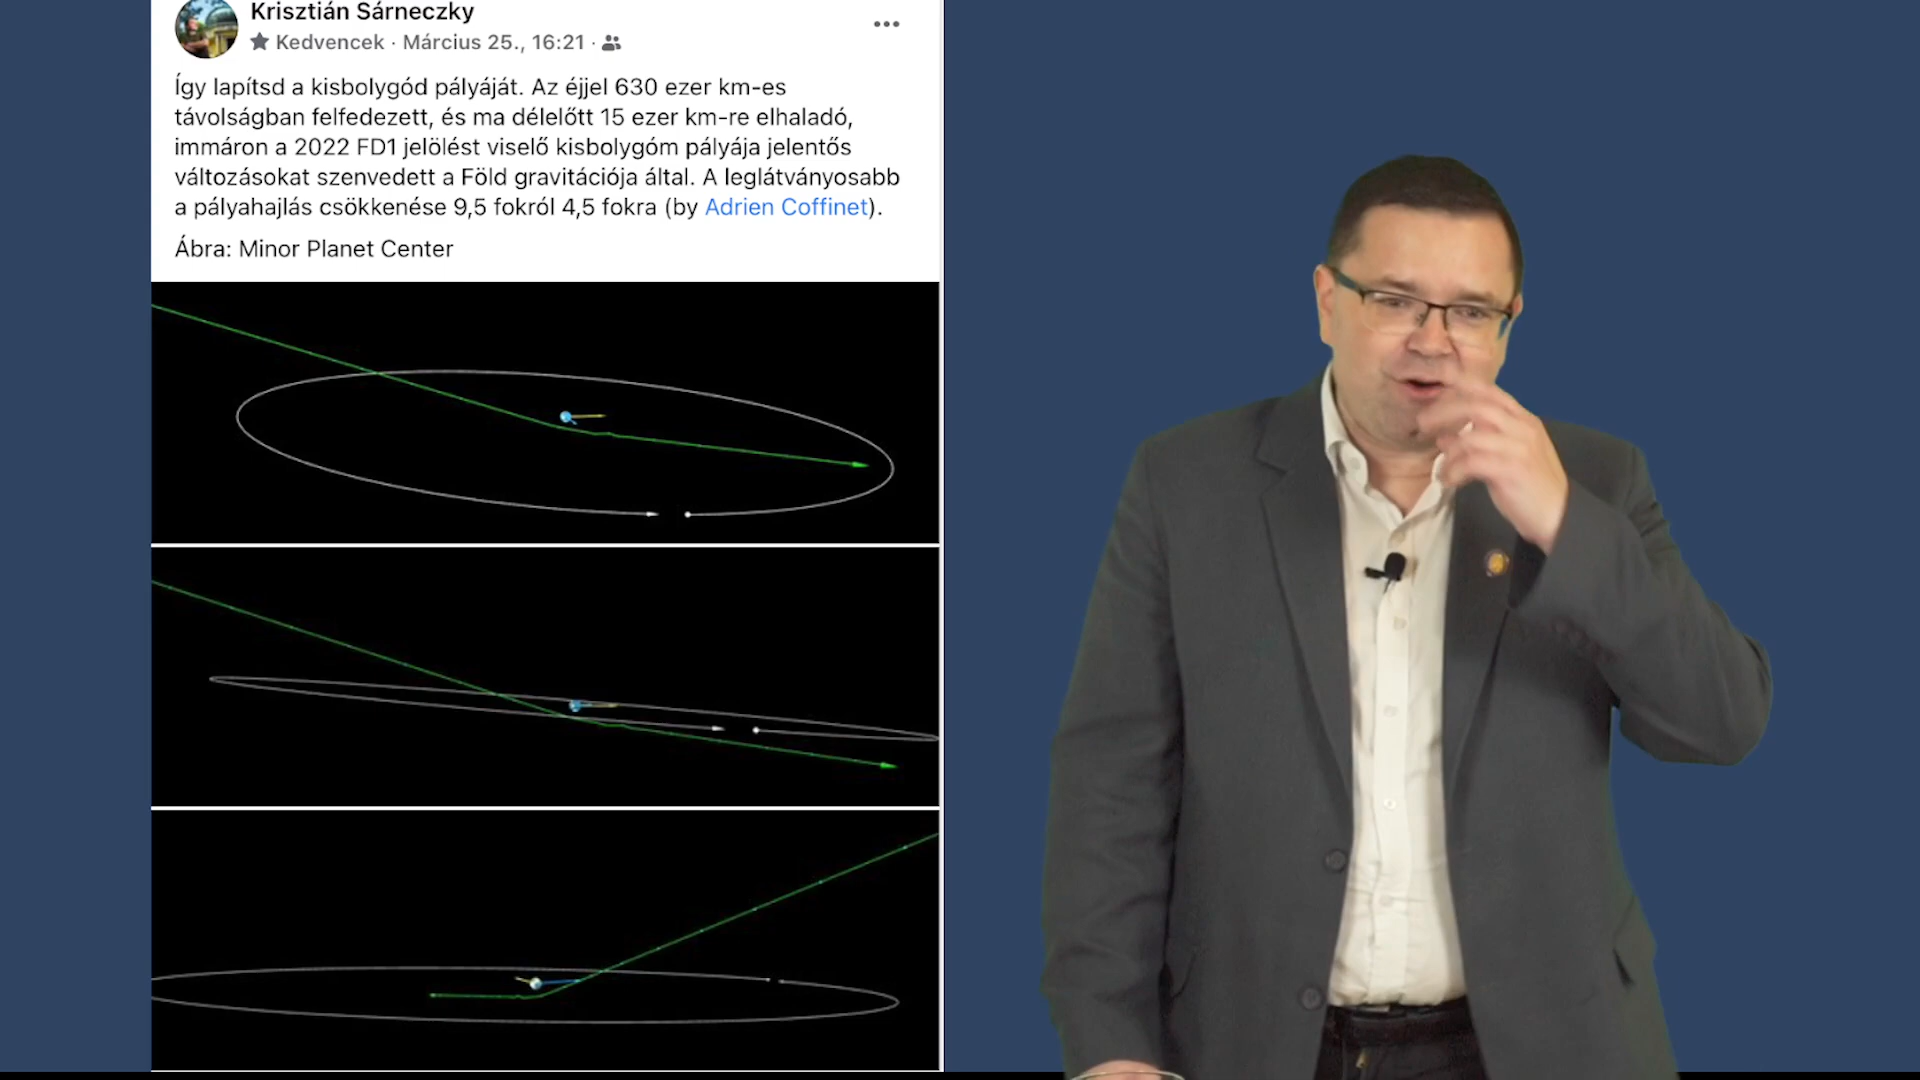 Krisztián Sárneczky
Kedvencek · Március 25., 16:21 ·
Így lapítsd a kisbolygód pályáját. Az éjjel 630 ezer km-es
távolságban felfedezett, és ma délelőtt 15 ezer km-re elhaladó,
immáron a 2022 FD1 jelölést viselő kisbolygóm pályája jelentős
változásokat szenvedett a Föld gravitációja által. A leglátványosabb
a pályahajlás csökkenése 9,5 fokról 4,5 fokra (by Adrien Coffinet).
Ábra: Minor Planet Center